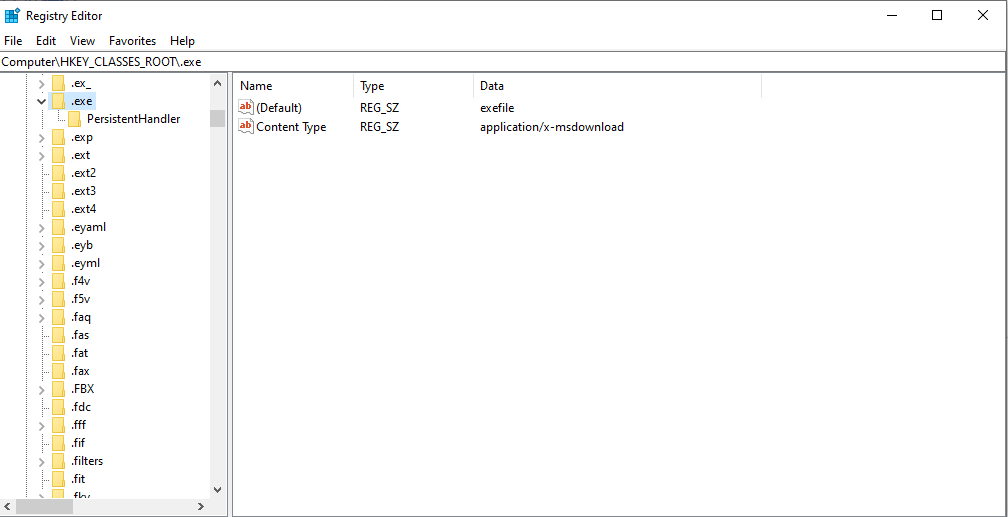 Registry Editor
File Edit View Favorites Help
Computer\HKEY_CLASSES_ROOT\.exe
.ex_
.exe
PersistentHandler
.exp
.ext
.ext2
.ext3
.ext4
.eyaml
.eyb
.eyml
.f4v
.f5v
.faq
.fas
.fat
.fax
.FBX
.fdc
.fff
.fif
.filters
.fit
Name Type Data
ab (Default) REG_SZ exefile
ab Content Type REG_SZ application/x-msdownload